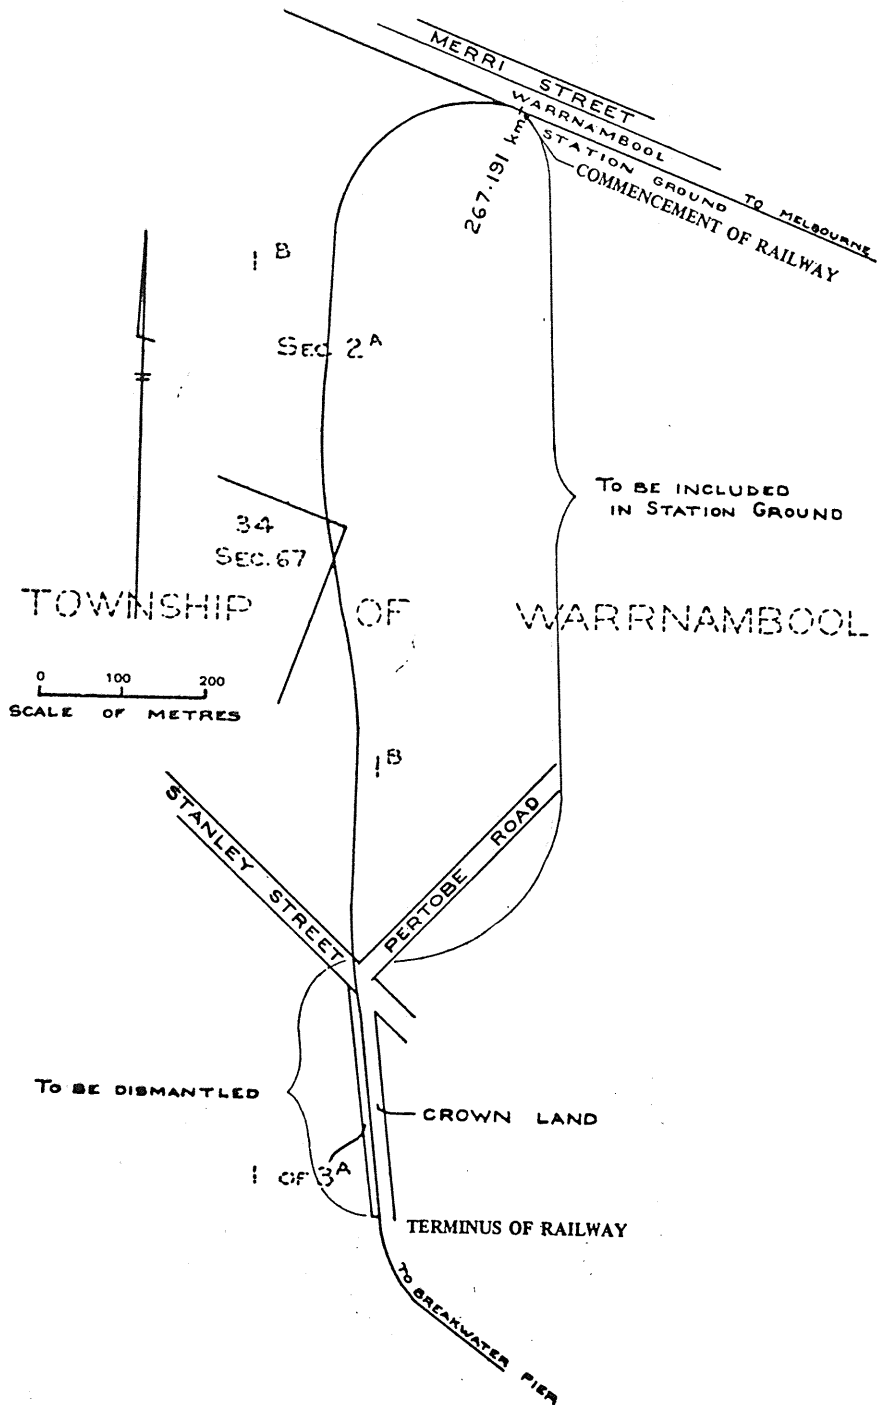 MERRI STREET
WARRNAMBOOL
STATION GROUND
TO MELBOURNE
267.191 km
COMMENCEMENT OF RAILWAY
1B
SEC 2A
TO BE INCLUDED
IN STATION GROUND
34
SEC. 67
TOWNSHIP OF WARRNAMBOOL
0 100 200
SCALE OF METRES
1B
STANLEY STREET
PERTOBE ROAD
TO BE DISMANTLED
CROWN LAND
1 OF 3A
TERMINUS OF RAILWAY
TO BREAKWATER PIER